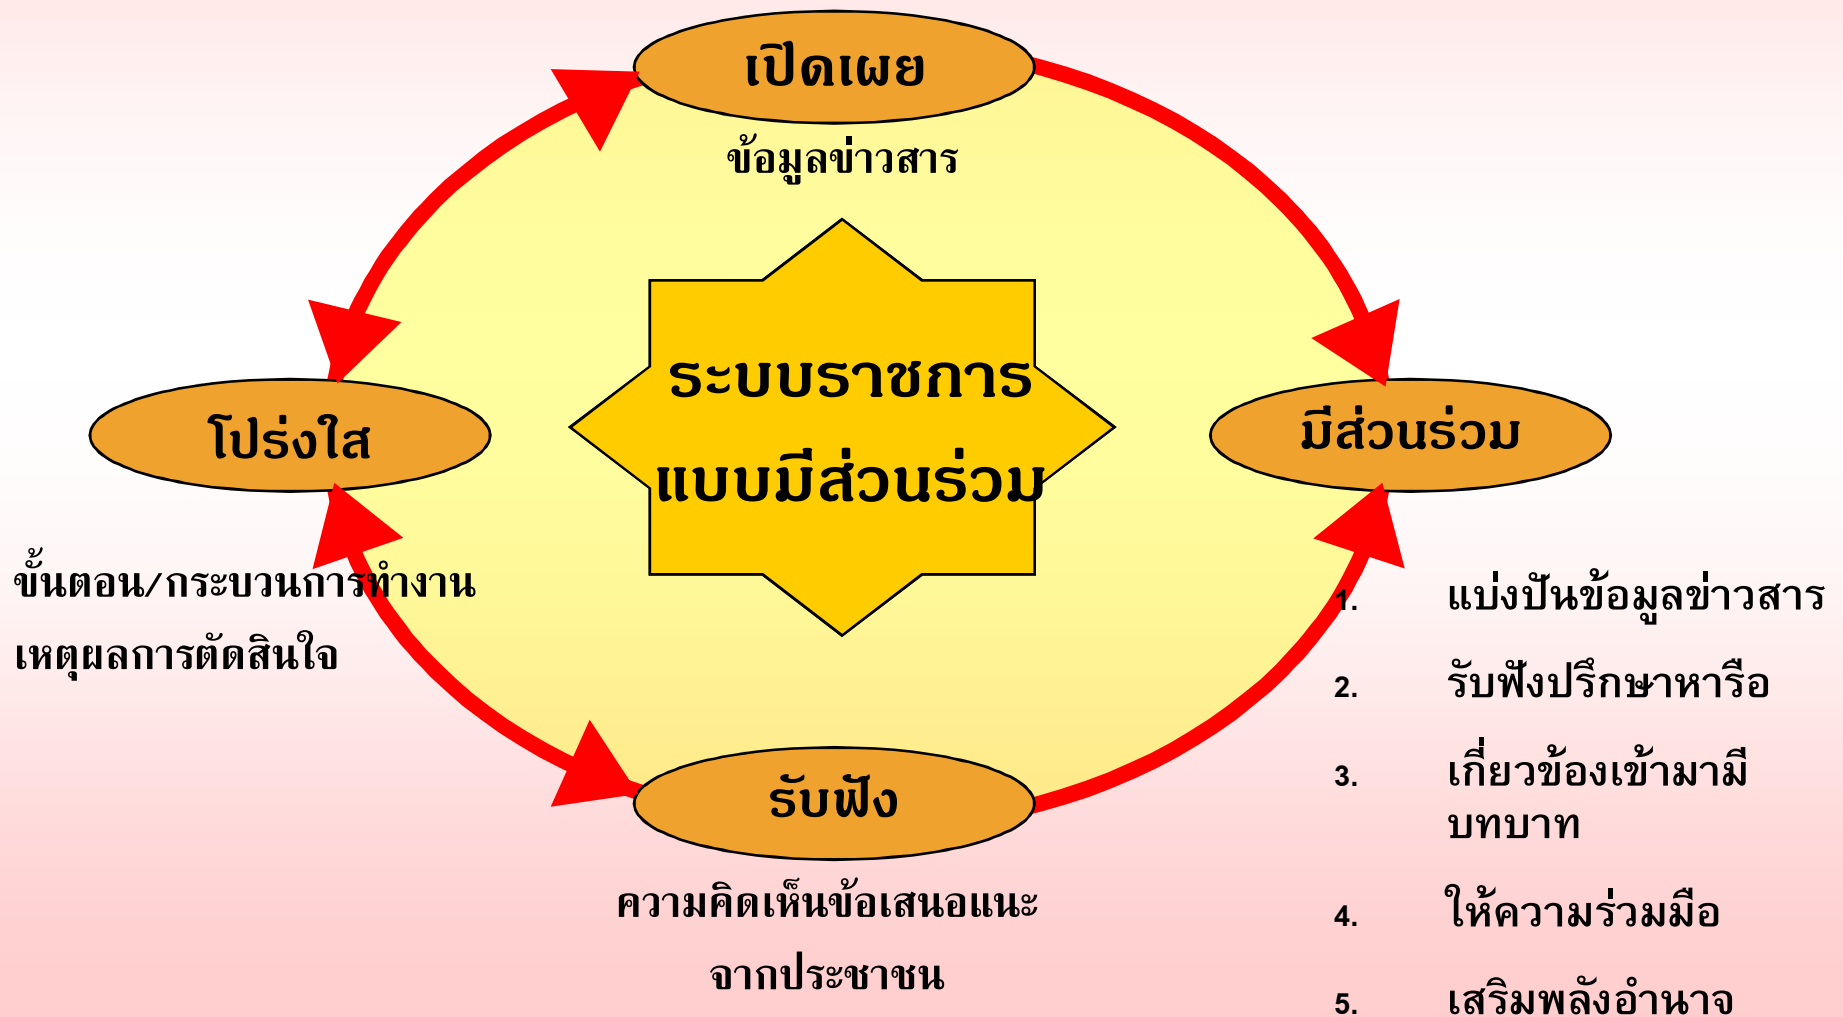 เปิดเผย
ข้อมูลข่าวสาร
ระบบราชการ
แบบมีส่วนร่วม
โปร่งใส
ขั้นตอน/กระบวนการทำงาน
เหตุผลการตัดสินใจ
มีส่วนร่วม
1. แบ่งปันข้อมูลข่าวสาร
2. รับฟังปรึกษาหารือ
3. เกี่ยวข้องเข้ามามี
บทบาท
4. ให้ความร่วมมือ
5. เสริมพลังอำนาจ
รับฟัง
ความคิดเห็นข้อเสนอแนะ
จากประชาชน